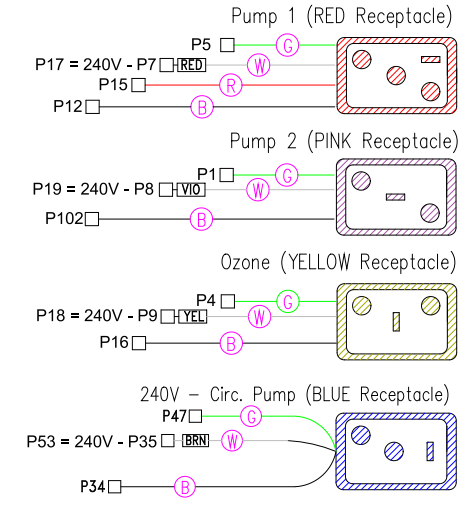 Pump 1 (RED Receptacle)
P5 G
P17 = 240V - P7 RED W
P15 R
P12 B
Pump 2 (PINK Receptacle)
P1 G
P19 = 240V - P8 VIO W
P102 B
Ozone (YELLOW Receptacle)
P4 G
P18 = 240V - P9 YEL W
P16 B
240V - Circ. Pump (BLUE Receptacle)
P47 G
P53 = 240V - P35 BRN W
P34 B